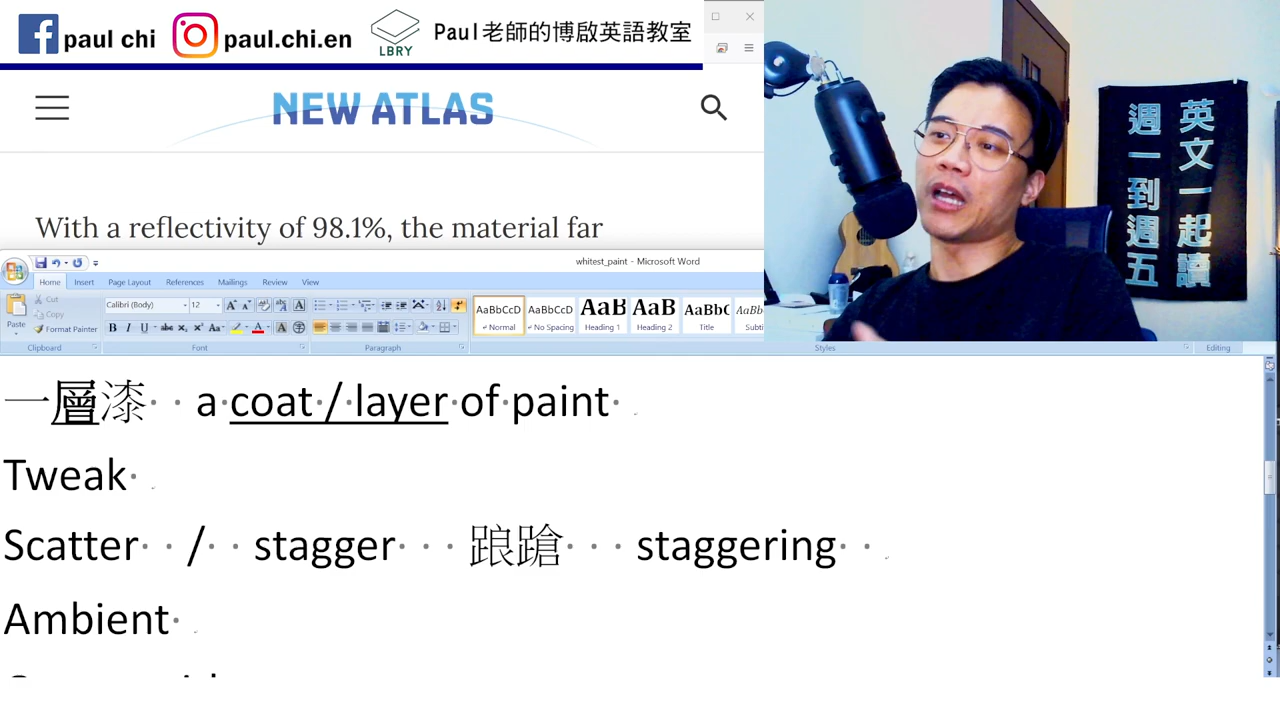 paul chi
paul.chi.en
LBRY
Paul老師的博啟英語教室
NEW ATLAS
With a reflectivity of 98.1%, the material far
whitest_paint - Microsoft Word
Home Insert Page Layout References Mailings Review View
Paste
Cut
Copy
Format Painter
Clipboard
Calibri (Body) 12
Font
Paragraph
AaBbCcD AaBbCcD AaB AaB AaBbC
Normal No Spacing Heading 1 Heading 2 Title
Styles
Editing
一層漆 a coat / layer of paint
Tweak
Scatter / stagger 踉蹌 staggering
Ambient
英文一起讀
週一到週五